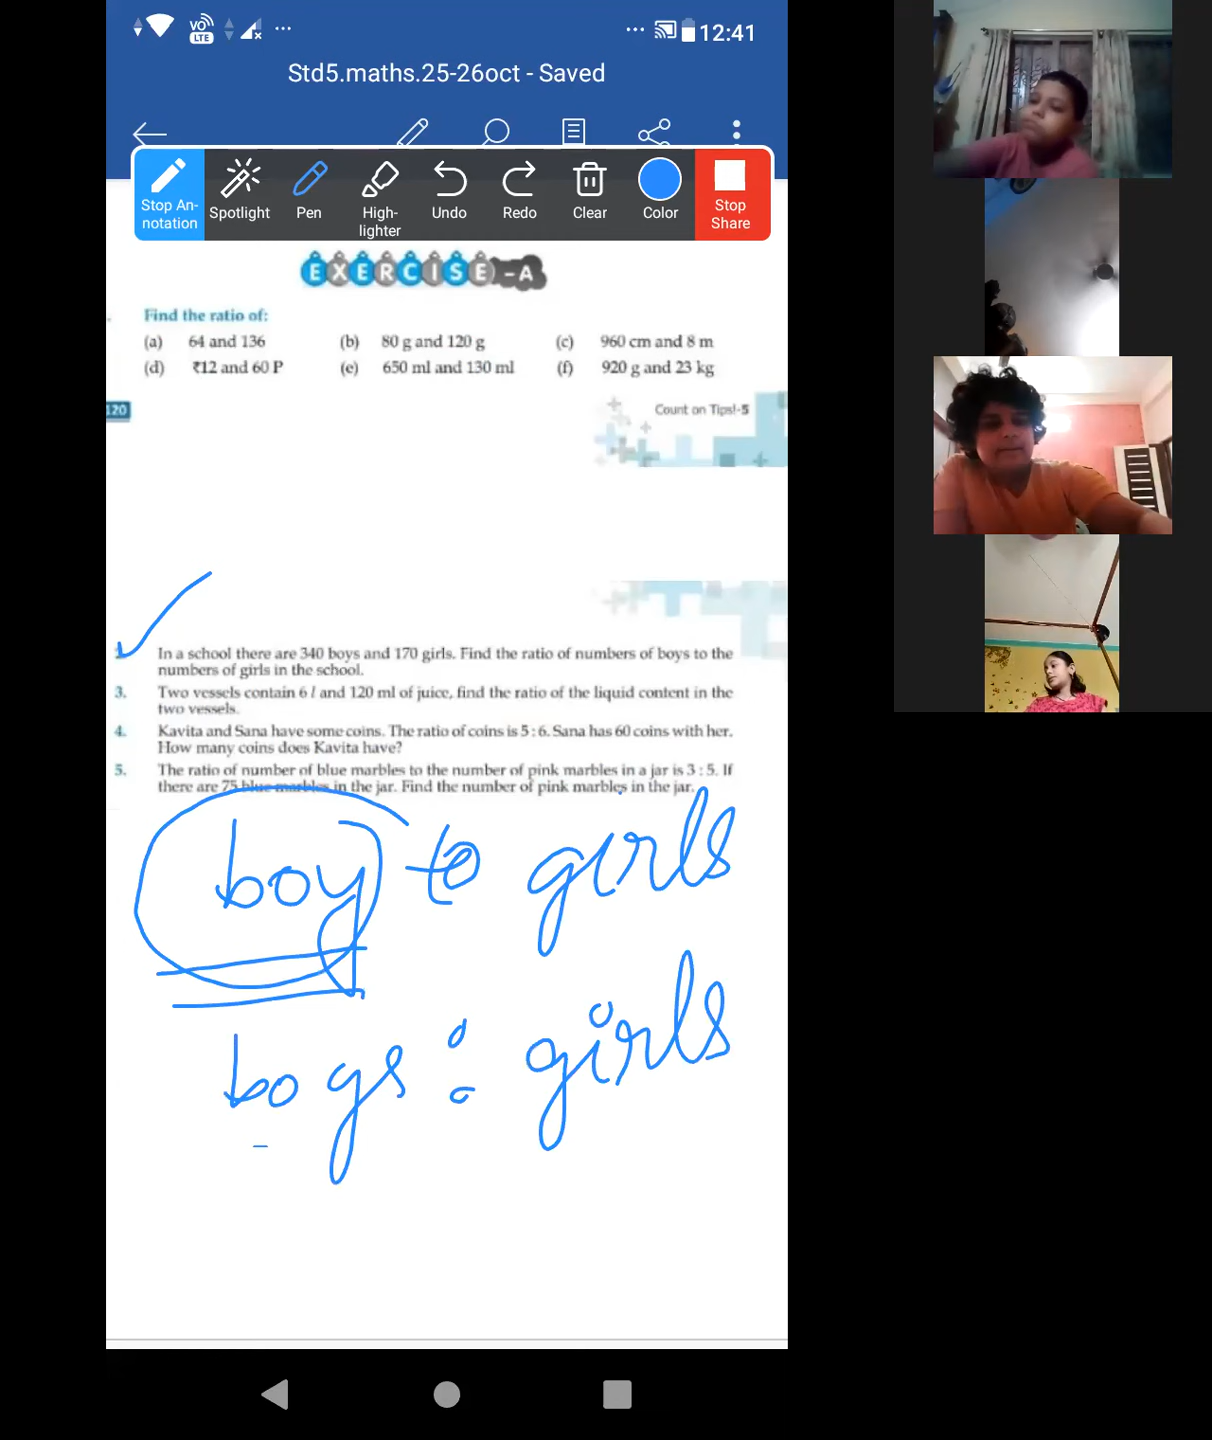 VO LTE ... ... 12:41
Std5.maths.25-26oct - Saved
Stop An-notation Spotlight Pen High-lighter Undo Redo Clear Color Stop Share
EXERCISE-A
Find the ratio of:
(a) 64 and 136 (b) 80 g and 120 g (c) 960 cm and 8 m
(d) ₹12 and 60 P (e) 650 ml and 130 ml (f) 920 g and 23 kg
120 Count on Tips!-5
In a school there are 340 boys and 170 girls. Find the ratio of numbers of boys to the
numbers of girls in the school.
3. Two vessels contain 6 l and 120 ml of juice, find the ratio of the liquid content in the
two vessels.
4. Kavita and Sana have some coins. The ratio of coins is 5 : 6. Sana has 60 coins with her.
How many coins does Kavita have?
5. The ratio of number of blue marbles to the number of pink marbles in a jar is 3 : 5. If
there are 75 blue marbles in the jar. Find the number of pink marbles in the jar.
boy to girls
boys : girls